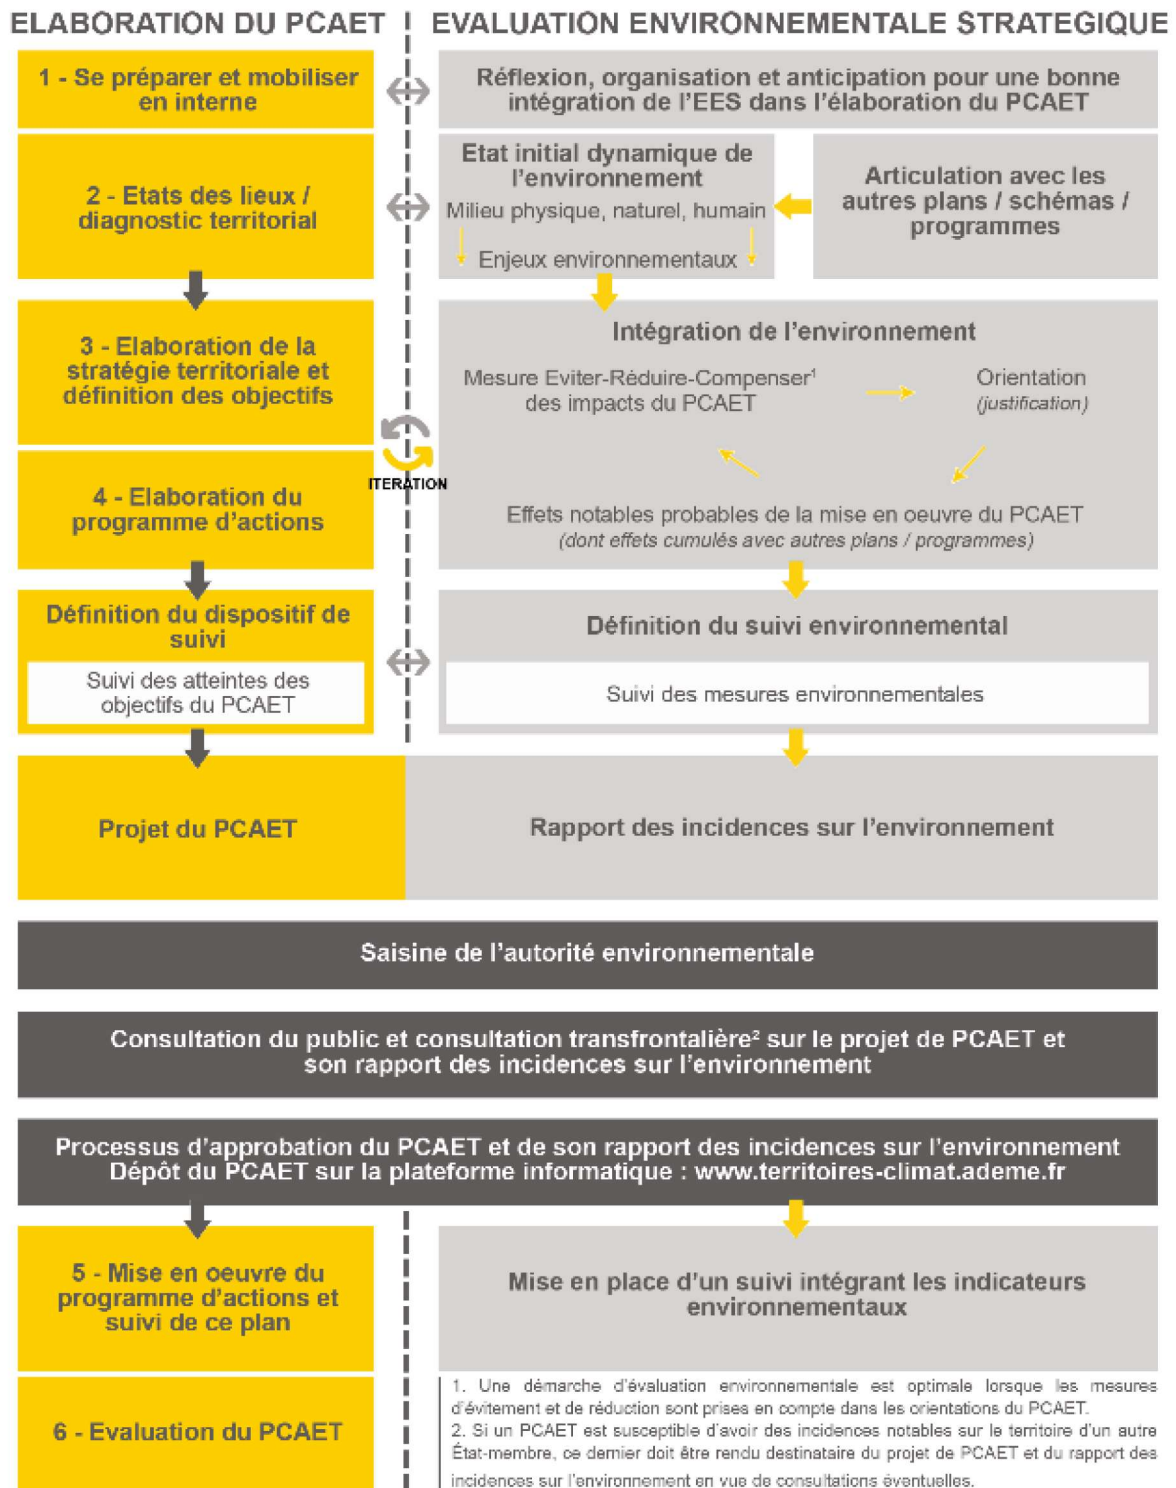 ELABORATION DU PCAET
EVALUATION ENVIRONNEMENTALE STRATEGIQUE
1 - Se préparer et mobiliser
en interne
Réflexion, organisation et anticipation pour une bonne
intégration de l'EES dans l'élaboration du PCAET
2 - Etats des lieux /
diagnostic territorial
Etat initial dynamique de
l'environnement
Milieu physique, naturel, humain
Enjeux environnementaux
Articulation avec les
autres plans / schémas /
programmes
3 - Elaboration de la
stratégie territoriale et
définition des objectifs
Intégration de l'environnement
Mesure Eviter-Réduire-Compenser¹
des impacts du PCAET
Orientation
(justification)
ITERATION
4 - Elaboration du
programme d'actions
Effets notables probables de la mise en oeuvre du PCAET
(dont effets cumulés avec autres plans / programmes)
Définition du dispositif de
suivi
Suivi des atteintes des
objectifs du PCAET
Définition du suivi environnemental
Suivi des mesures environnementales
Projet du PCAET
Rapport des incidences sur l'environnement
Saisine de l'autorité environnementale
Consultation du public et consultation transfrontalière² sur le projet de PCAET et
son rapport des incidences sur l'environnement
Processus d'approbation du PCAET et de son rapport des incidences sur l'environnement
Dépôt du PCAET sur la plateforme informatique : www.territoires-climat.ademe.fr
5 - Mise en oeuvre du
programme d'actions et
suivi de ce plan
Mise en place d'un suivi intégrant les indicateurs
environnementaux
6 - Evaluation du PCAET
1. Une démarche d'évaluation environnementale est optimale lorsque les mesures
d'évitement et de réduction sont prises en compte dans les orientations du PCAET.
2. Si un PCAET est susceptible d'avoir des incidences notables sur le territoire d'un autre
État-membre, ce dernier doit être rendu destinataire du projet de PCAET et du rapport des
incidences sur l'environnement en vue de consultations éventuelles.